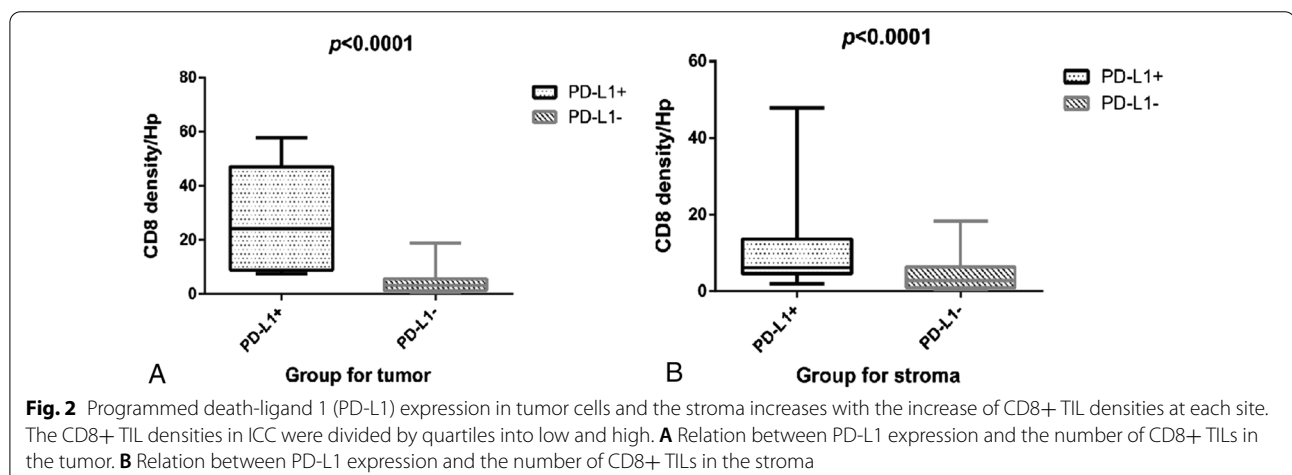 p<0.0001
80
60
40
20
0
CD8 density/Hp
PD-L1+
PD-L1-
PD-L1+
PD-L1-
A
Group for tumor
p<0.0001
60
40
20
0
CD8 density/Hp
PD-L1+
PD-L1-
PD-L1+
PD-L1-
B
Group for stroma
Fig. 2 Programmed death-ligand 1 (PD-L1) expression in tumor cells and the stroma increases with the increase of CD8+ TIL densities at each site.
The CD8+ TIL densities in ICC were divided by quartiles into low and high. A Relation between PD-L1 expression and the number of CD8+ TILs in
the tumor. B Relation between PD-L1 expression and the number of CD8+ TILs in the stroma